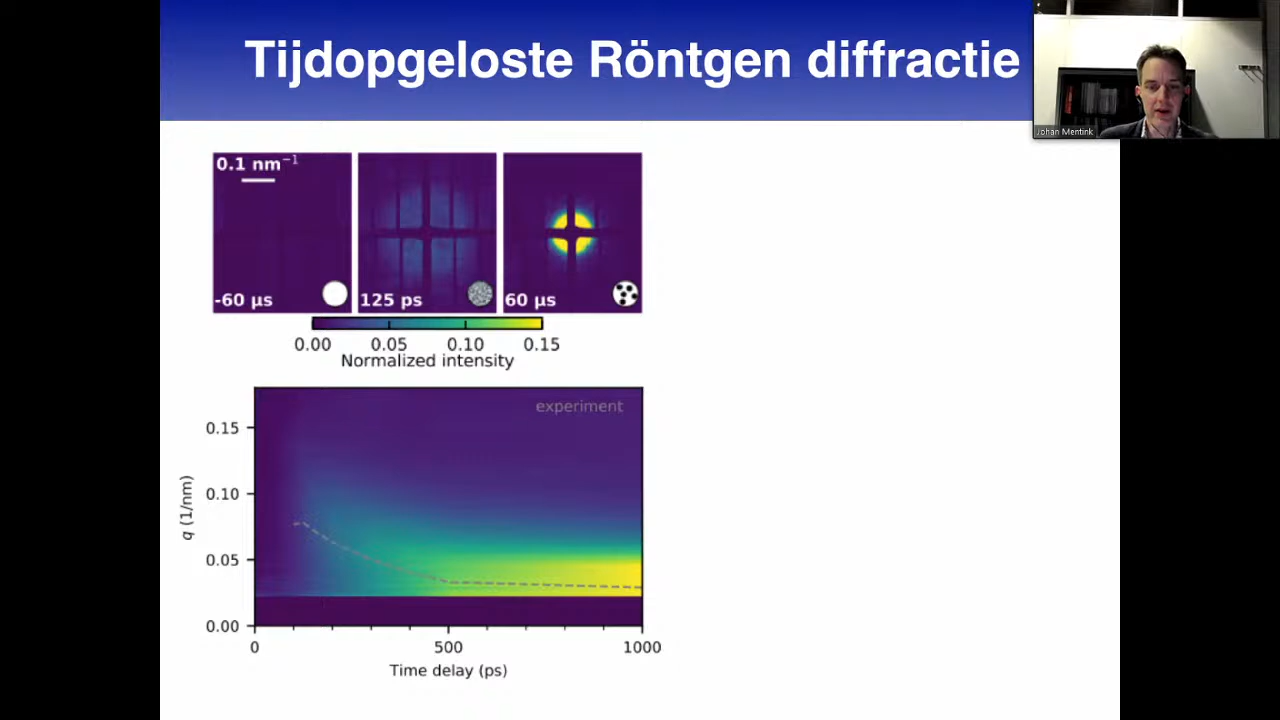 Tijdopgeloste Röntgen diffractie
Johan Mentink
0.1 nm⁻¹
-60 µs
125 ps
60 µs
0.00 0.05 0.10 0.15
Normalized intensity
experiment
0.15
0.10
0.05
0.00
q (1/nm)
0 500 1000
Time delay (ps)